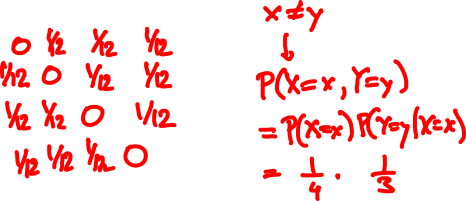 0 1/12 1/12 1/12
1/12 0 1/12 1/12
1/12 1/12 0 1/12
1/12 1/12 1/12 0
x ≠ y
↓
P(X=x, Y=y)
= P(X=x) P(Y=y|X=x)
= 1/4 · 1/3